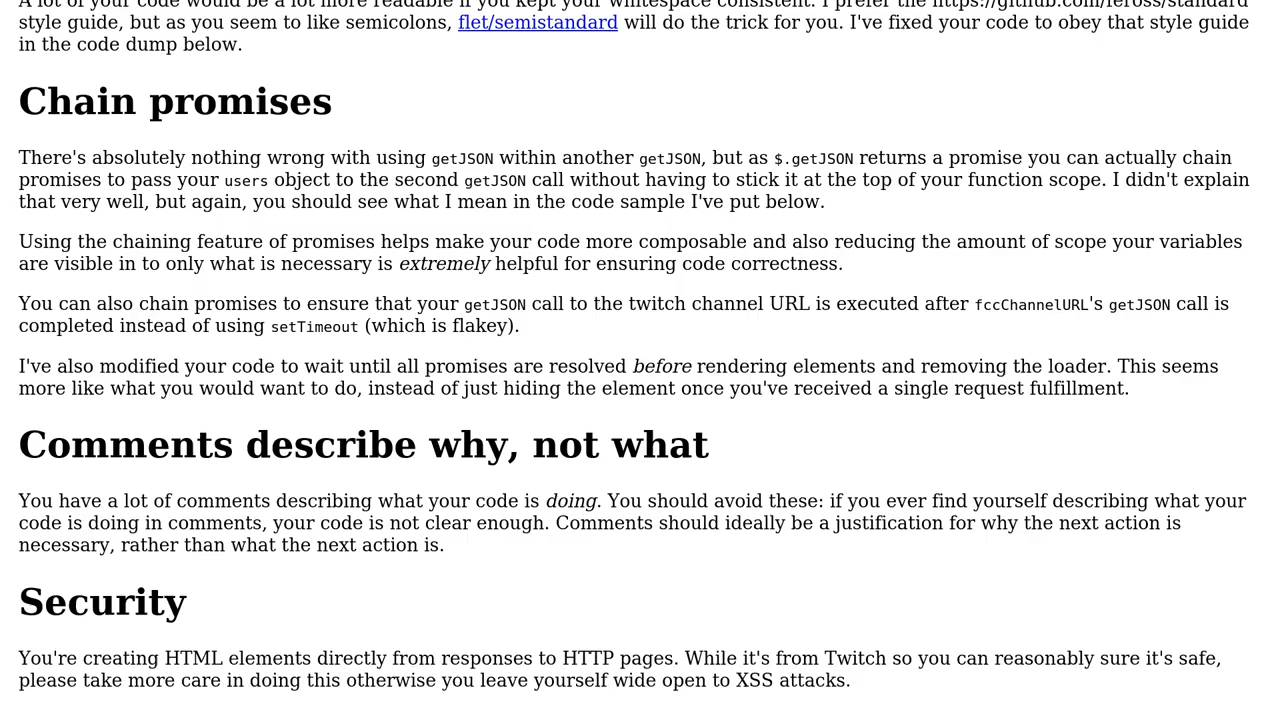 A lot of your code would be a lot more readable if you kept your whitespace consistent. I prefer the https://github.com/feross/standard
style guide, but as you seem to like semicolons, flet/semistandard will do the trick for you. I've fixed your code to obey that style guide
in the code dump below.
Chain promises
There's absolutely nothing wrong with using getJSON within another getJSON, but as $.getJSON returns a promise you can actually chain
promises to pass your users object to the second getJSON call without having to stick it at the top of your function scope. I didn't explain
that very well, but again, you should see what I mean in the code sample I've put below.
Using the chaining feature of promises helps make your code more composable and also reducing the amount of scope your variables
are visible in to only what is necessary is extremely helpful for ensuring code correctness.
You can also chain promises to ensure that your getJSON call to the twitch channel URL is executed after fccChannelURL's getJSON call is
completed instead of using setTimeout (which is flakey).
I've also modified your code to wait until all promises are resolved before rendering elements and removing the loader. This seems
more like what you would want to do, instead of just hiding the element once you've received a single request fulfillment.
Comments describe why, not what
You have a lot of comments describing what your code is doing. You should avoid these: if you ever find yourself describing what your
code is doing in comments, your code is not clear enough. Comments should ideally be a justification for why the next action is
necessary, rather than what the next action is.
Security
You're creating HTML elements directly from responses to HTTP pages. While it's from Twitch so you can reasonably sure it's safe,
please take more care in doing this otherwise you leave yourself wide open to XSS attacks.